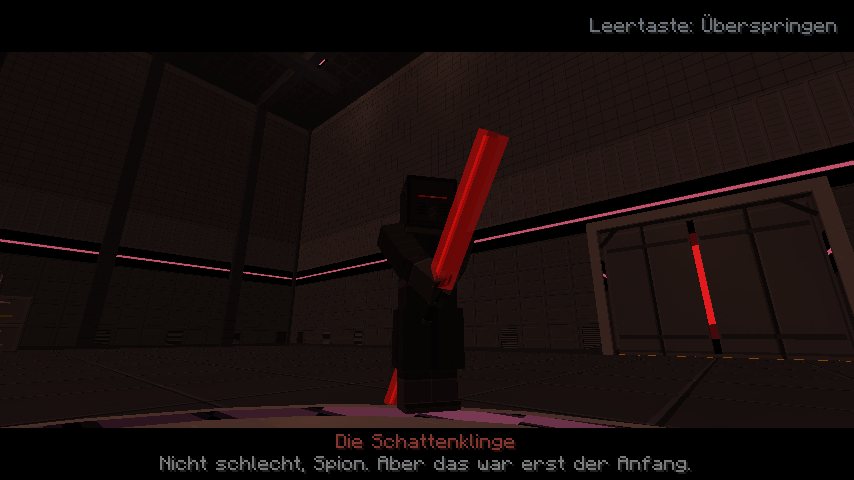 Leertaste: Überspringen
Die Schattenklinge
Nicht schlecht, Spion. Aber das war erst der Anfang.